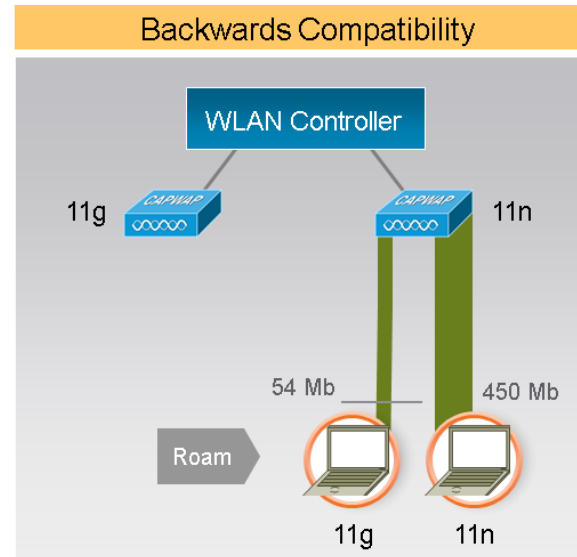 Backwards Compatibility
WLAN Controller
11g
CAPWAP
CAPWAP
11n
54 Mb
450 Mb
Roam
11g
11n